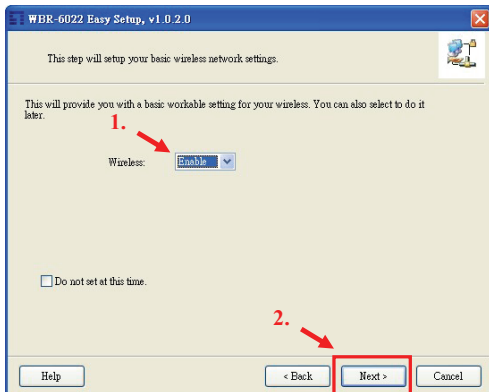 WBR-6022 Easy Setup, v1.0.2.0
This step will setup your basic wireless network settings.
This will provide you with a basic workable setting for your wireless. You can also select to do it
later.
1.
Wireless: Enable
Do not set at this time.
2.
Help < Back Next > Cancel